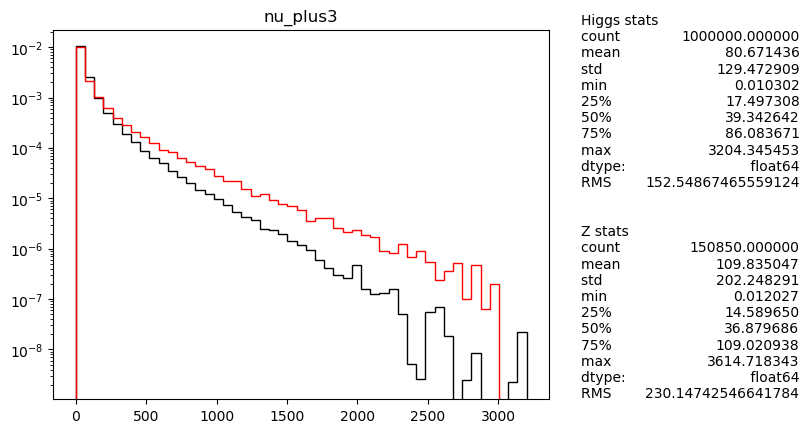 nu_plus3
10⁻²
10⁻³
10⁻⁴
10⁻⁵
10⁻⁶
10⁻⁷
10⁻⁸
0 500 1000 1500 2000 2500 3000
Higgs stats
count 1000000.000000
mean 80.671436
std 129.472909
min 0.010302
25% 17.497308
50% 39.342642
75% 86.083671
max 3204.345453
dtype: float64
RMS 152.54867465559124
Z stats
count 150850.000000
mean 109.835047
std 202.248291
min 0.012027
25% 14.589650
50% 36.879686
75% 109.020938
max 3614.718343
dtype: float64
RMS 230.14742546641784